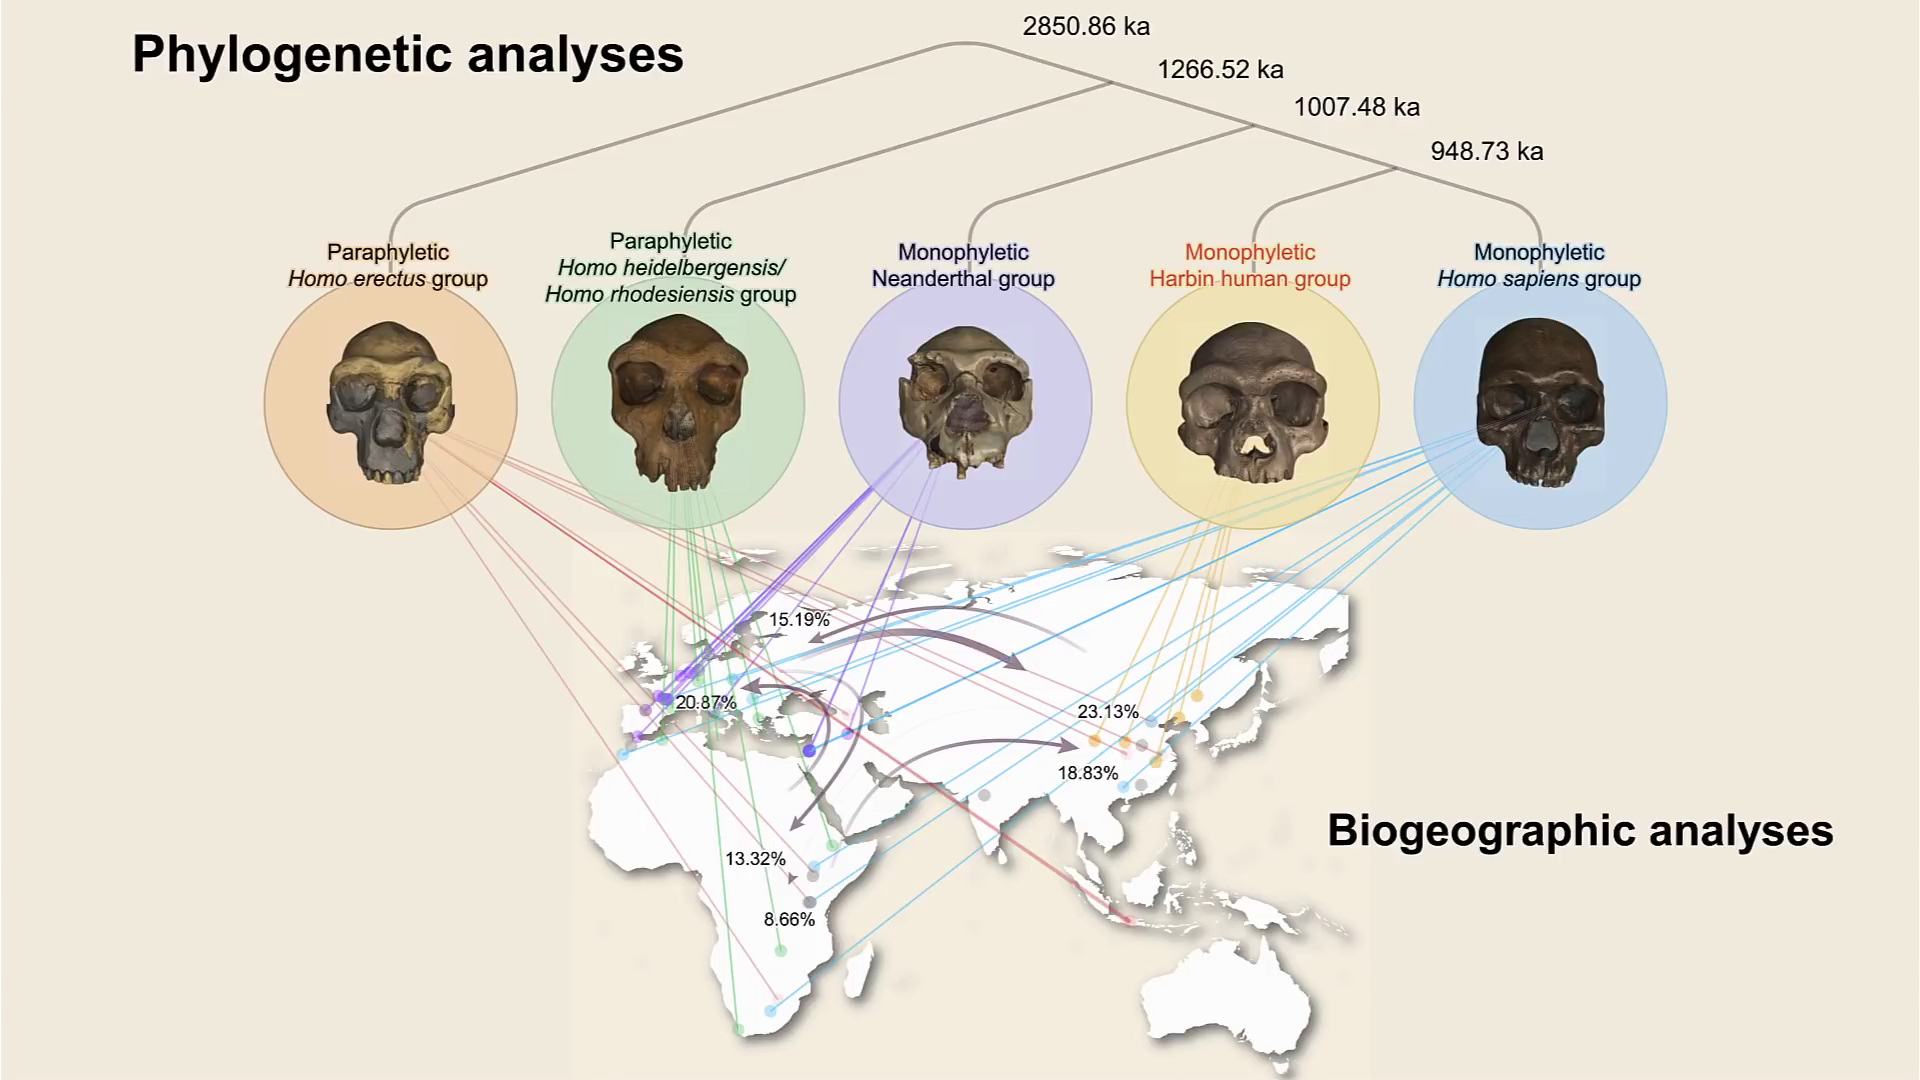 Phylogenetic analyses
2850.86 ka
1266.52 ka
1007.48 ka
948.73 ka
Paraphyletic
Homo erectus group
Paraphyletic
Homo heidelbergensis/
Homo rhodesiensis group
Monophyletic
Neanderthal group
Monophyletic
Harbin human group
Monophyletic
Homo sapiens group
15.19%
20.87%
23.13%
18.83%
13.32%
8.66%
Biogeographic analyses